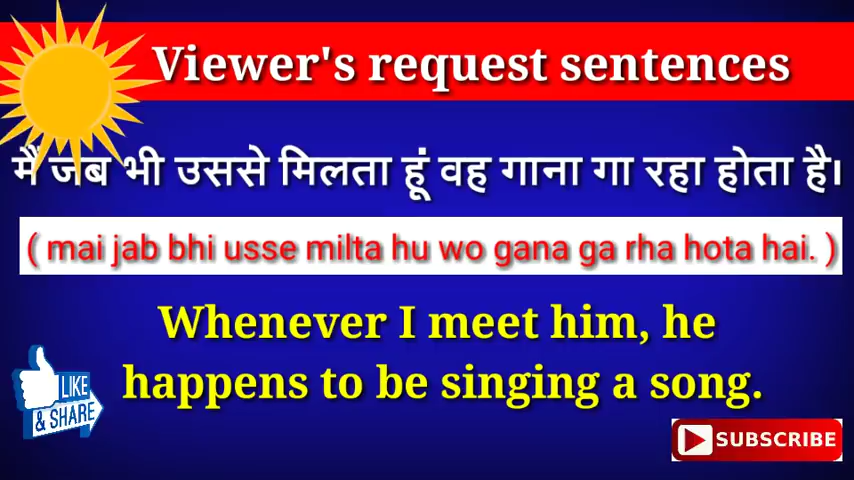 Viewer's request sentences
मैं जब भी उससे मिलता हूं वह गाना गा रहा होता है।
( mai jab bhi usse milta hu wo gana ga rha hota hai. )
Whenever I meet him, he
happens to be singing a song.
LIKE
& SHARE
SUBSCRIBE